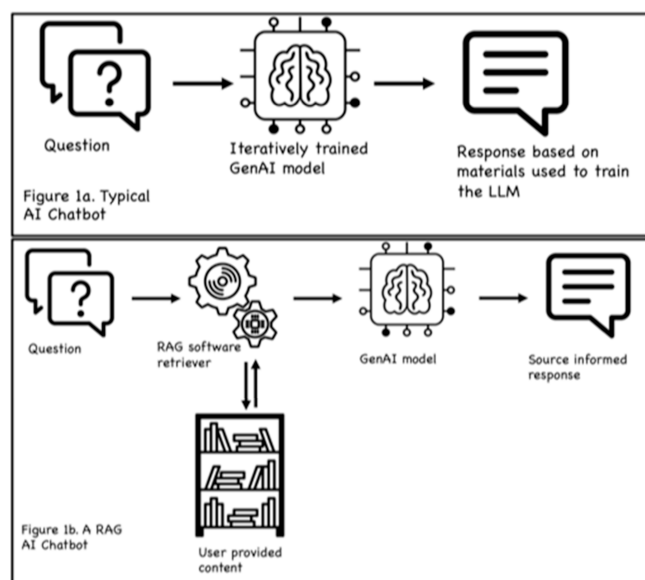 ?
Question
Iteratively trained
GenAI model
Response based on
materials used to train
the LLM
Figure 1a. Typical
AI Chatbot
?
Question
RAG software
retriever
GenAI model
Source informed
response
User provided
content
Figure 1b. A RAG
AI Chatbot